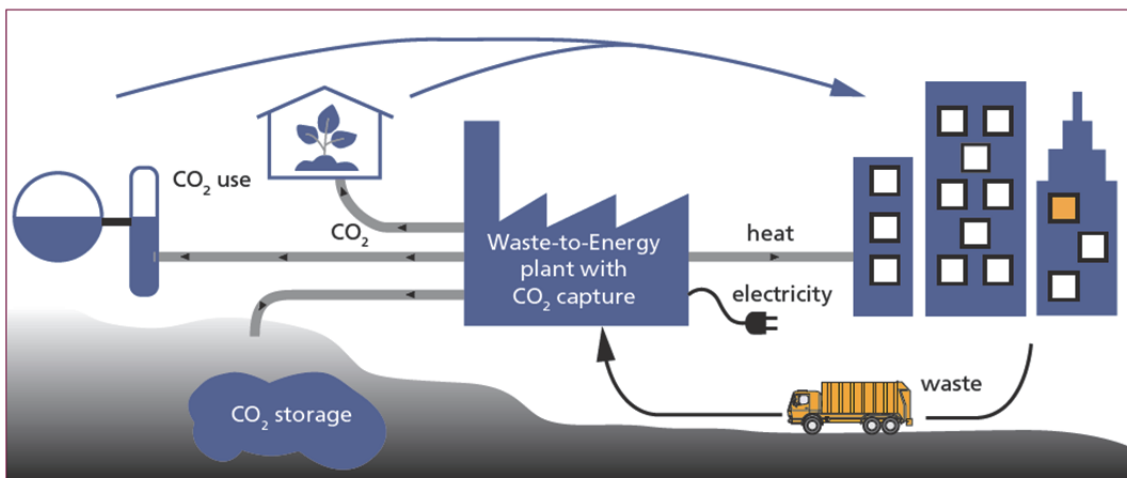 CO₂ use
CO₂
Waste-to-Energy
plant with
CO₂ capture
heat
electricity
waste
CO₂ storage